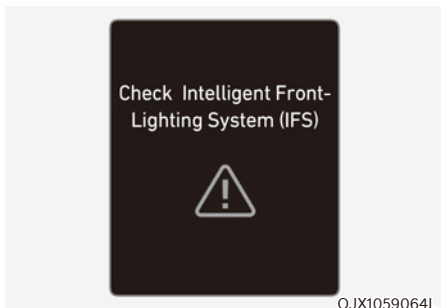 Check Intelligent Front-
Lighting System (IFS)
OJX1059064L